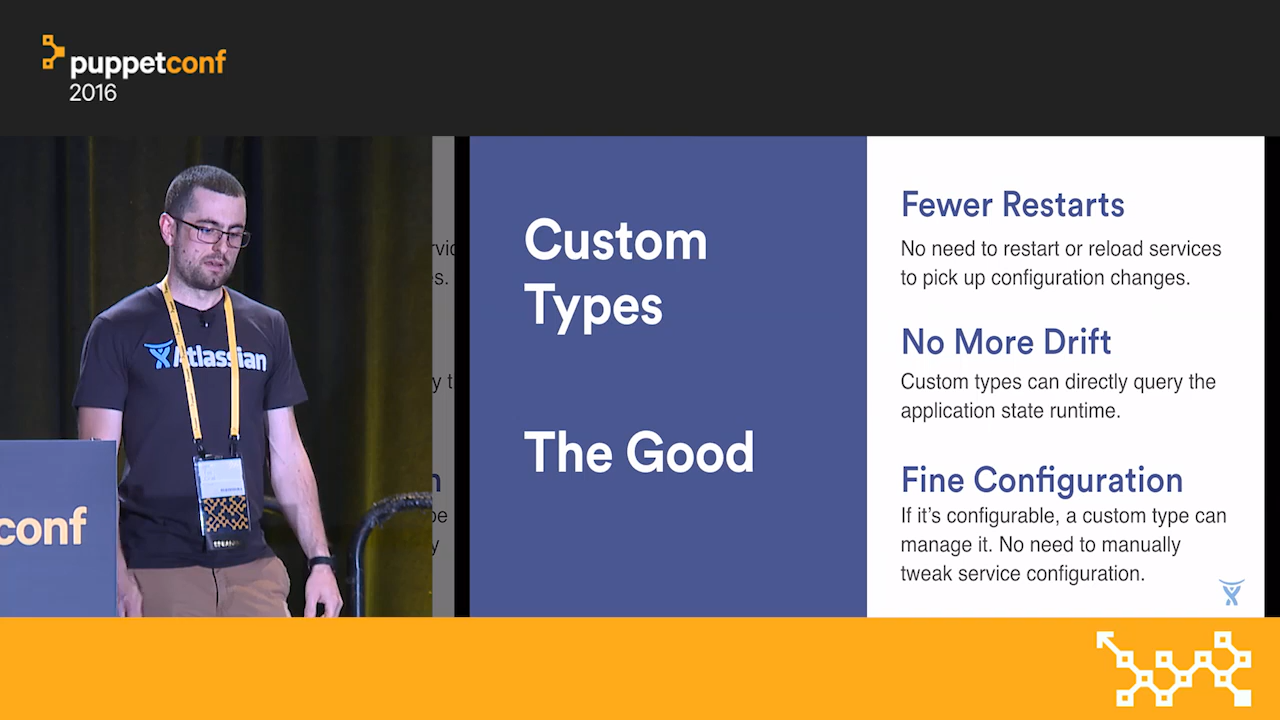 puppetconf
2016
Atlassian
conf
Custom
Types
The Good
Fewer Restarts
No need to restart or reload services
to pick up configuration changes.
No More Drift
Custom types can directly query the
application state runtime.
Fine Configuration
If it's configurable, a custom type can
manage it. No need to manually
tweak service configuration.